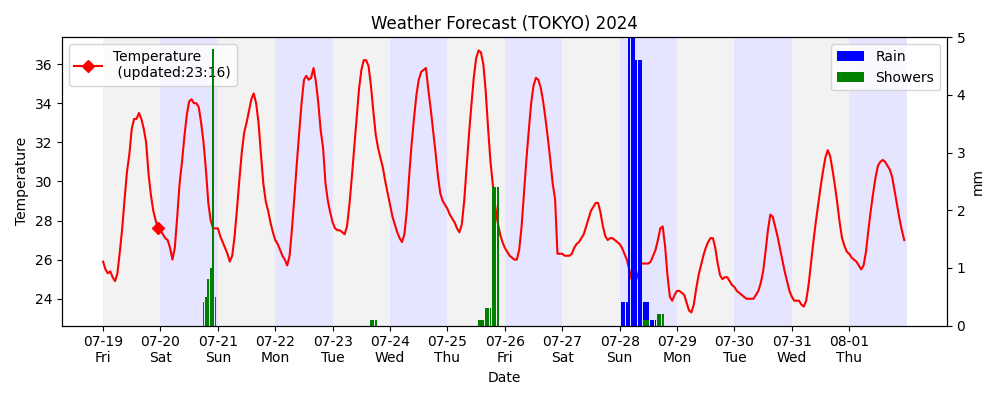 Weather Forecast (TOKYO) 2024
Temperature
(updated:23:16)
Rain
Showers
Temperature
36
34
32
30
28
26
24
5
4
3
2
1
0
mm
07-19 07-20 07-21 07-22 07-23 07-24 07-25 07-26 07-27 07-28 07-29 07-30 07-31 08-01
Fri Sat Sun Mon Tue Wed Thu Fri Sat Sun Mon Tue Wed Thu
Date